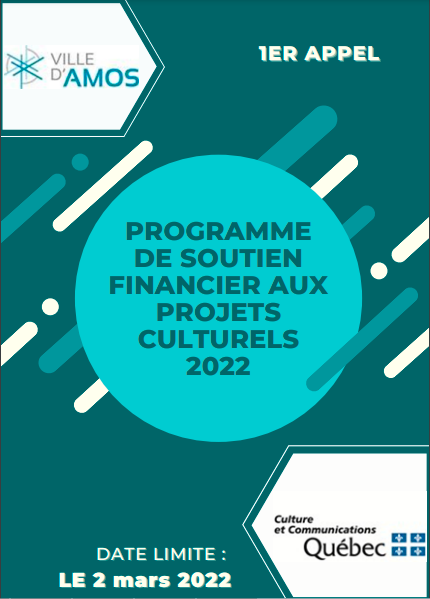 VILLE
D'AMOS
1ER APPEL
PROGRAMME
DE SOUTIEN
FINANCIER AUX
PROJETS
CULTURELS
2022
Culture
et Communications
Québec
DATE LIMITE :
LE 2 mars 2022